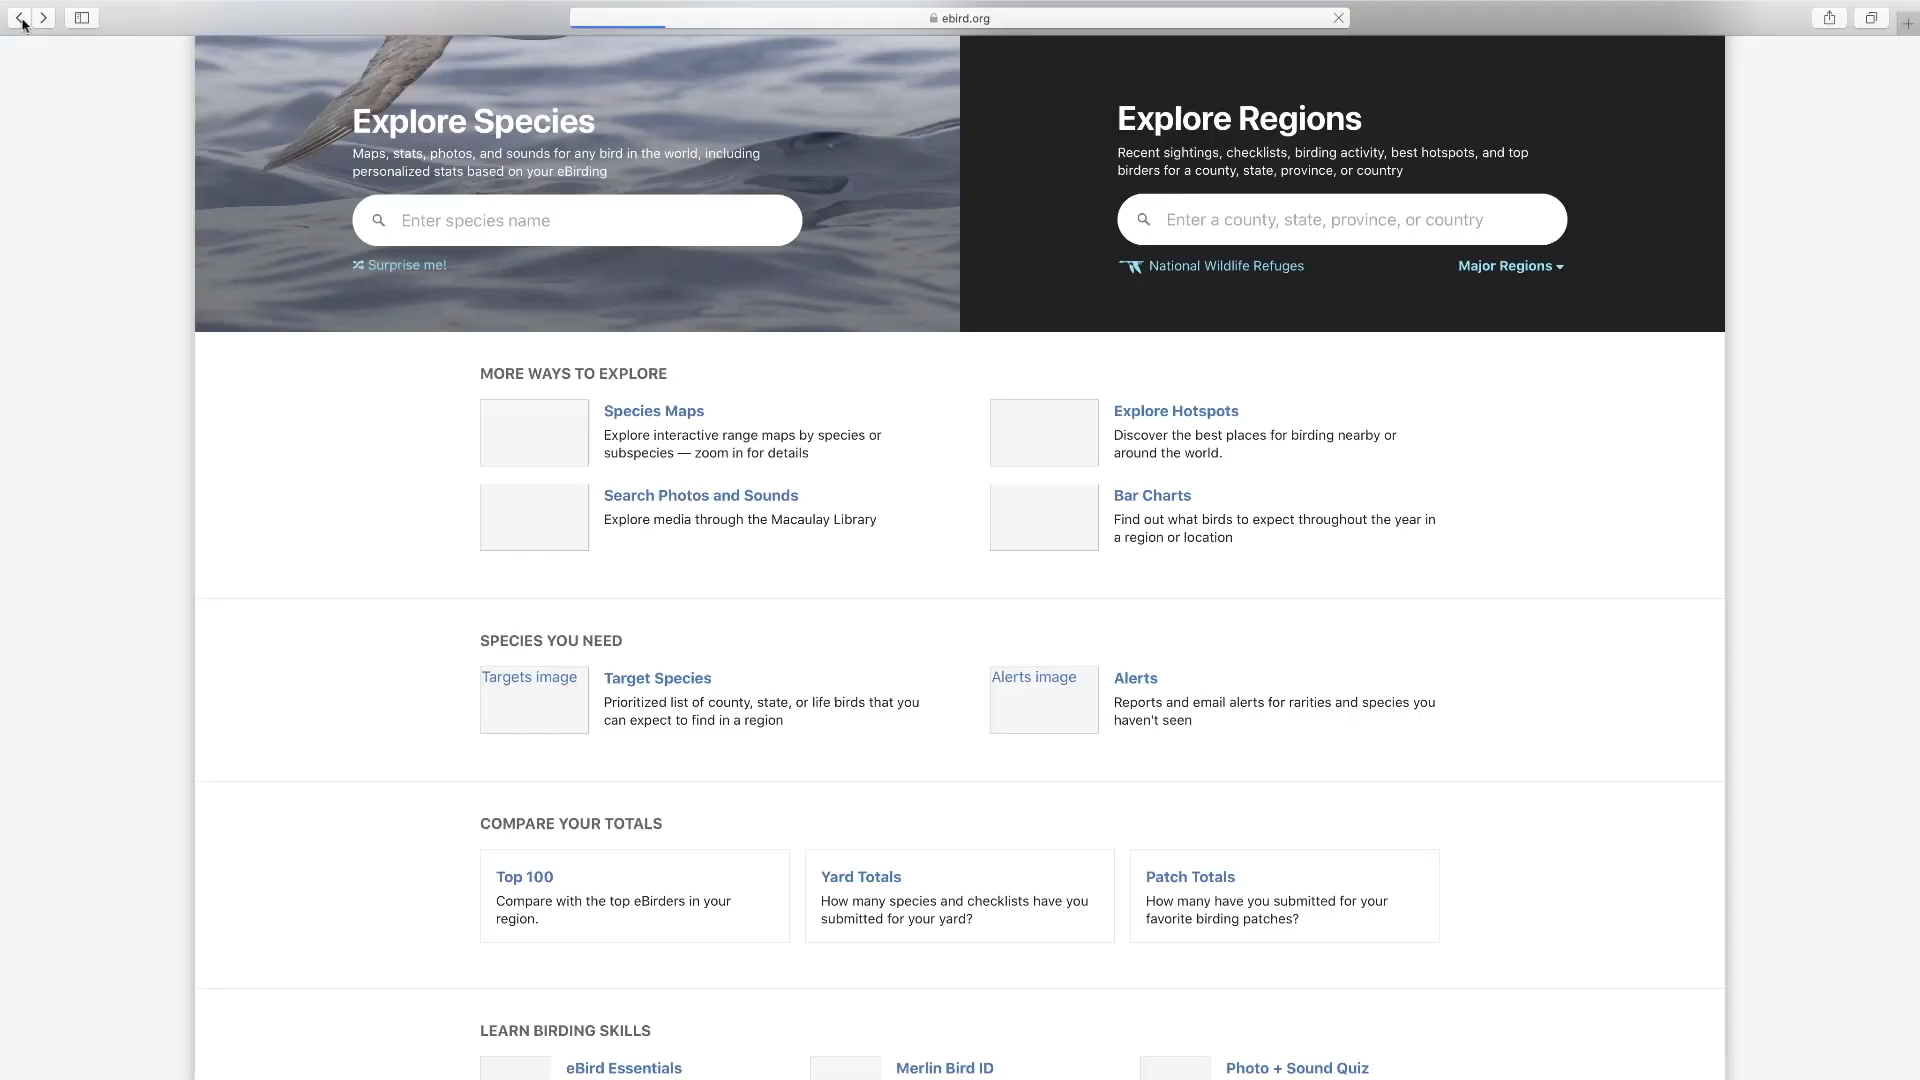 ebird.org
Explore Species
Maps, stats, photos, and sounds for any bird in the world, including
personalized stats based on your eBirding
Enter species name
Surprise me!
Explore Regions
Recent sightings, checklists, birding activity, best hotspots, and top
birders for a county, state, province, or country
Enter a county, state, province, or country
National Wildlife Refuges
Major Regions
MORE WAYS TO EXPLORE
Species Maps
Explore interactive range maps by species or
subspecies — zoom in for details
Explore Hotspots
Discover the best places for birding nearby or
around the world.
Search Photos and Sounds
Explore media through the Macaulay Library
Bar Charts
Find out what birds to expect throughout the year in
a region or location
SPECIES YOU NEED
Targets image
Target Species
Prioritized list of county, state, or life birds that you
can expect to find in a region
Alerts image
Alerts
Reports and email alerts for rarities and species you
haven't seen
COMPARE YOUR TOTALS
Top 100
Compare with the top eBirders in your
region.
Yard Totals
How many species and checklists have you
submitted for your yard?
Patch Totals
How many have you submitted for your
favorite birding patches?
LEARN BIRDING SKILLS
eBird Essentials
Merlin Bird ID
Photo + Sound Quiz